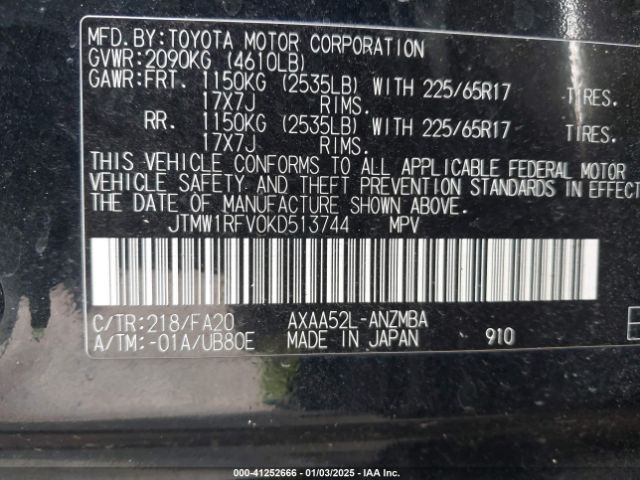 MFD.BY:TOYOTA MOTOR CORPORATION
GVWR:2090KG (4610LB)
GAWR:FRT. 1150KG (2535LB) WITH 225/65R17 TIRES.
17X7J RIMS.
RR. 1150KG (2535LB) WITH 225/65R17 TIRES.
17X7J RIMS.
THIS VEHICLE CONFORMS TO ALL APPLICABLE FEDERAL MOTOR
VEHICLE SAFETY AND THEFT PREVENTION STANDARDS IN EFFECT
THE DATE OF MANUFACTURE SHOWN ABOVE.
JTMW1RFV0KD513744 MPV
C/TR:218/FA20 AXAA52L-ANZMBA
A/TM:-01A/UB80E MADE IN JAPAN 910
000-41252666 - 01/03/2025 - IAA Inc.